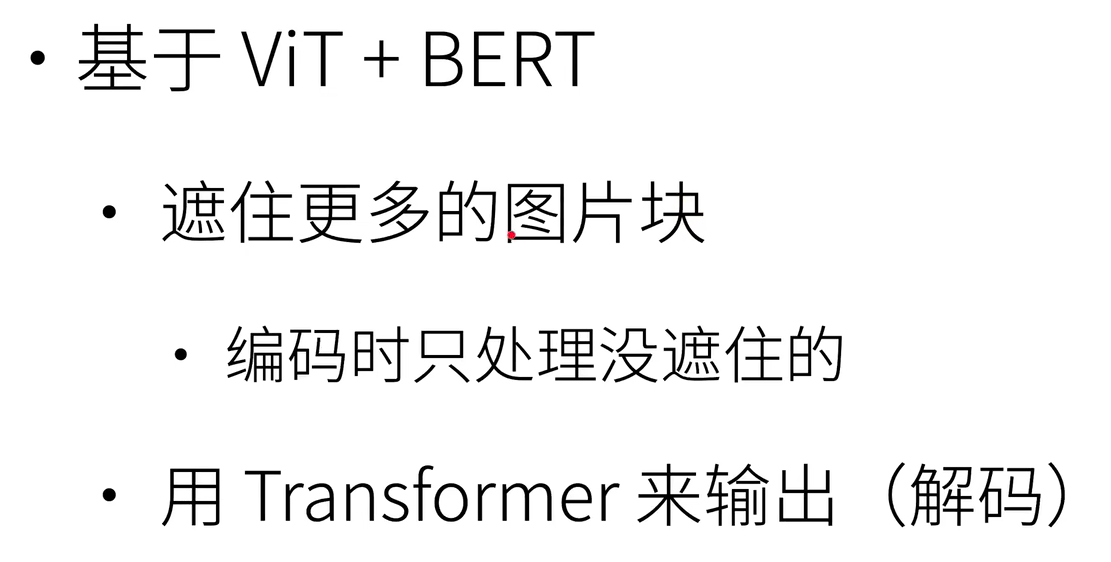 • 基于 ViT + BERT
• 遮住更多的图片块
• 编码时只处理没遮住的
• 用 Transformer 来输出（解码）